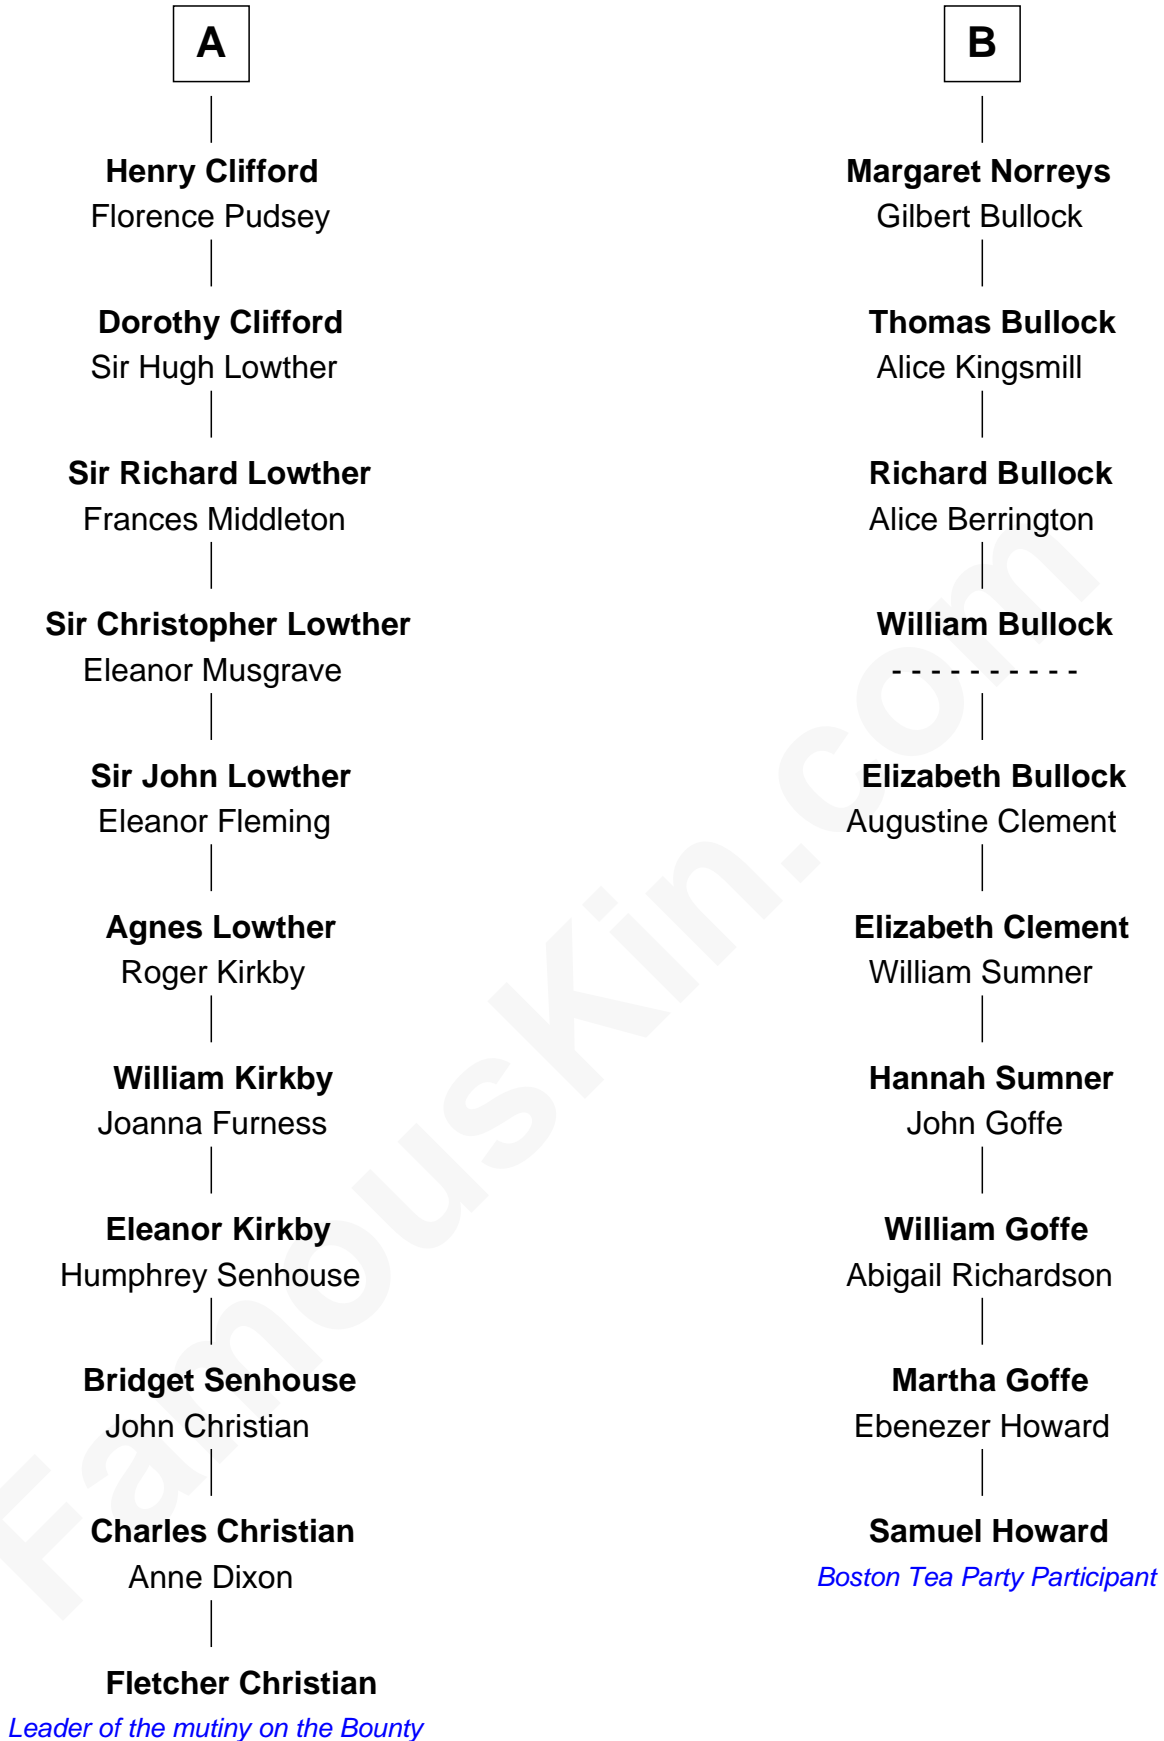 A
Henry Clifford
Florence Pudsey
Dorothy Clifford
Sir Hugh Lowther
Sir Richard Lowther
Frances Middleton
Sir Christopher Lowther
Eleanor Musgrave
Sir John Lowther
Eleanor Fleming
Agnes Lowther
Roger Kirkby
William Kirkby
Joanna Furness
Eleanor Kirkby
Humphrey Senhouse
Bridget Senhouse
John Christian
Charles Christian
Anne Dixon
Fletcher Christian
Leader of the mutiny on the Bounty
B
Margaret Norreys
Gilbert Bullock
Thomas Bullock
Alice Kingsmill
Richard Bullock
Alice Berrington
William Bullock
- - - - - - - - - -
Elizabeth Bullock
Augustine Clement
Elizabeth Clement
William Sumner
Hannah Sumner
John Goffe
William Goffe
Abigail Richardson
Martha Goffe
Ebenezer Howard
Samuel Howard
Boston Tea Party Participant
FamousKin.com